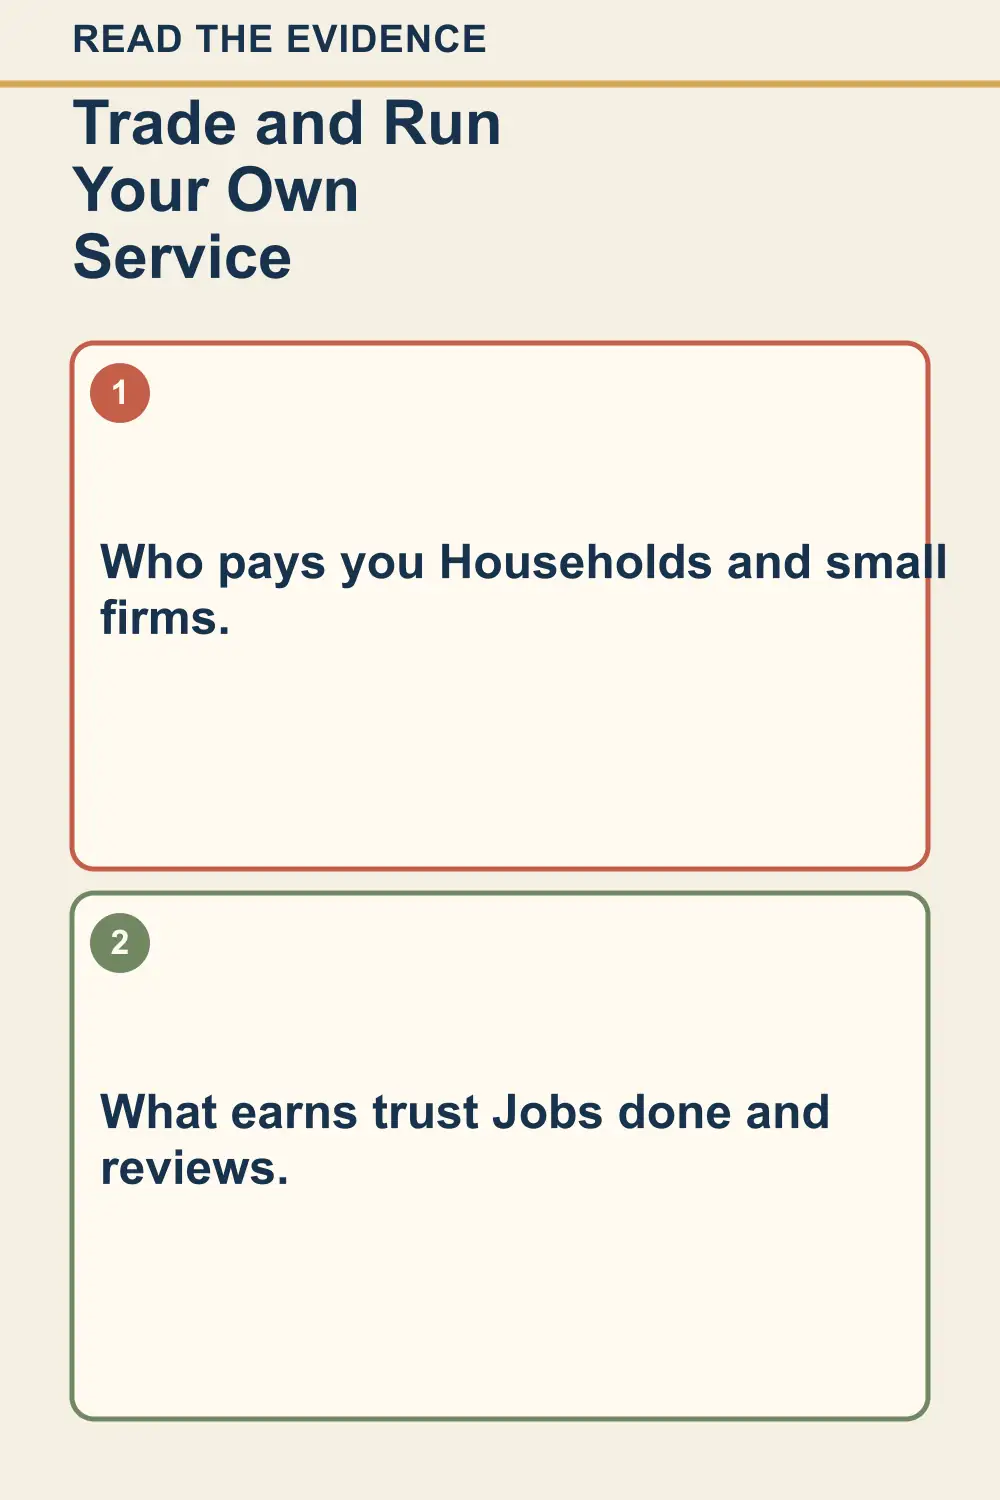 READ THE EVIDENCE
Trade and Run
Your Own
Service
1
Who pays you Households and small
firms.
2
What earns trust Jobs done and
reviews.